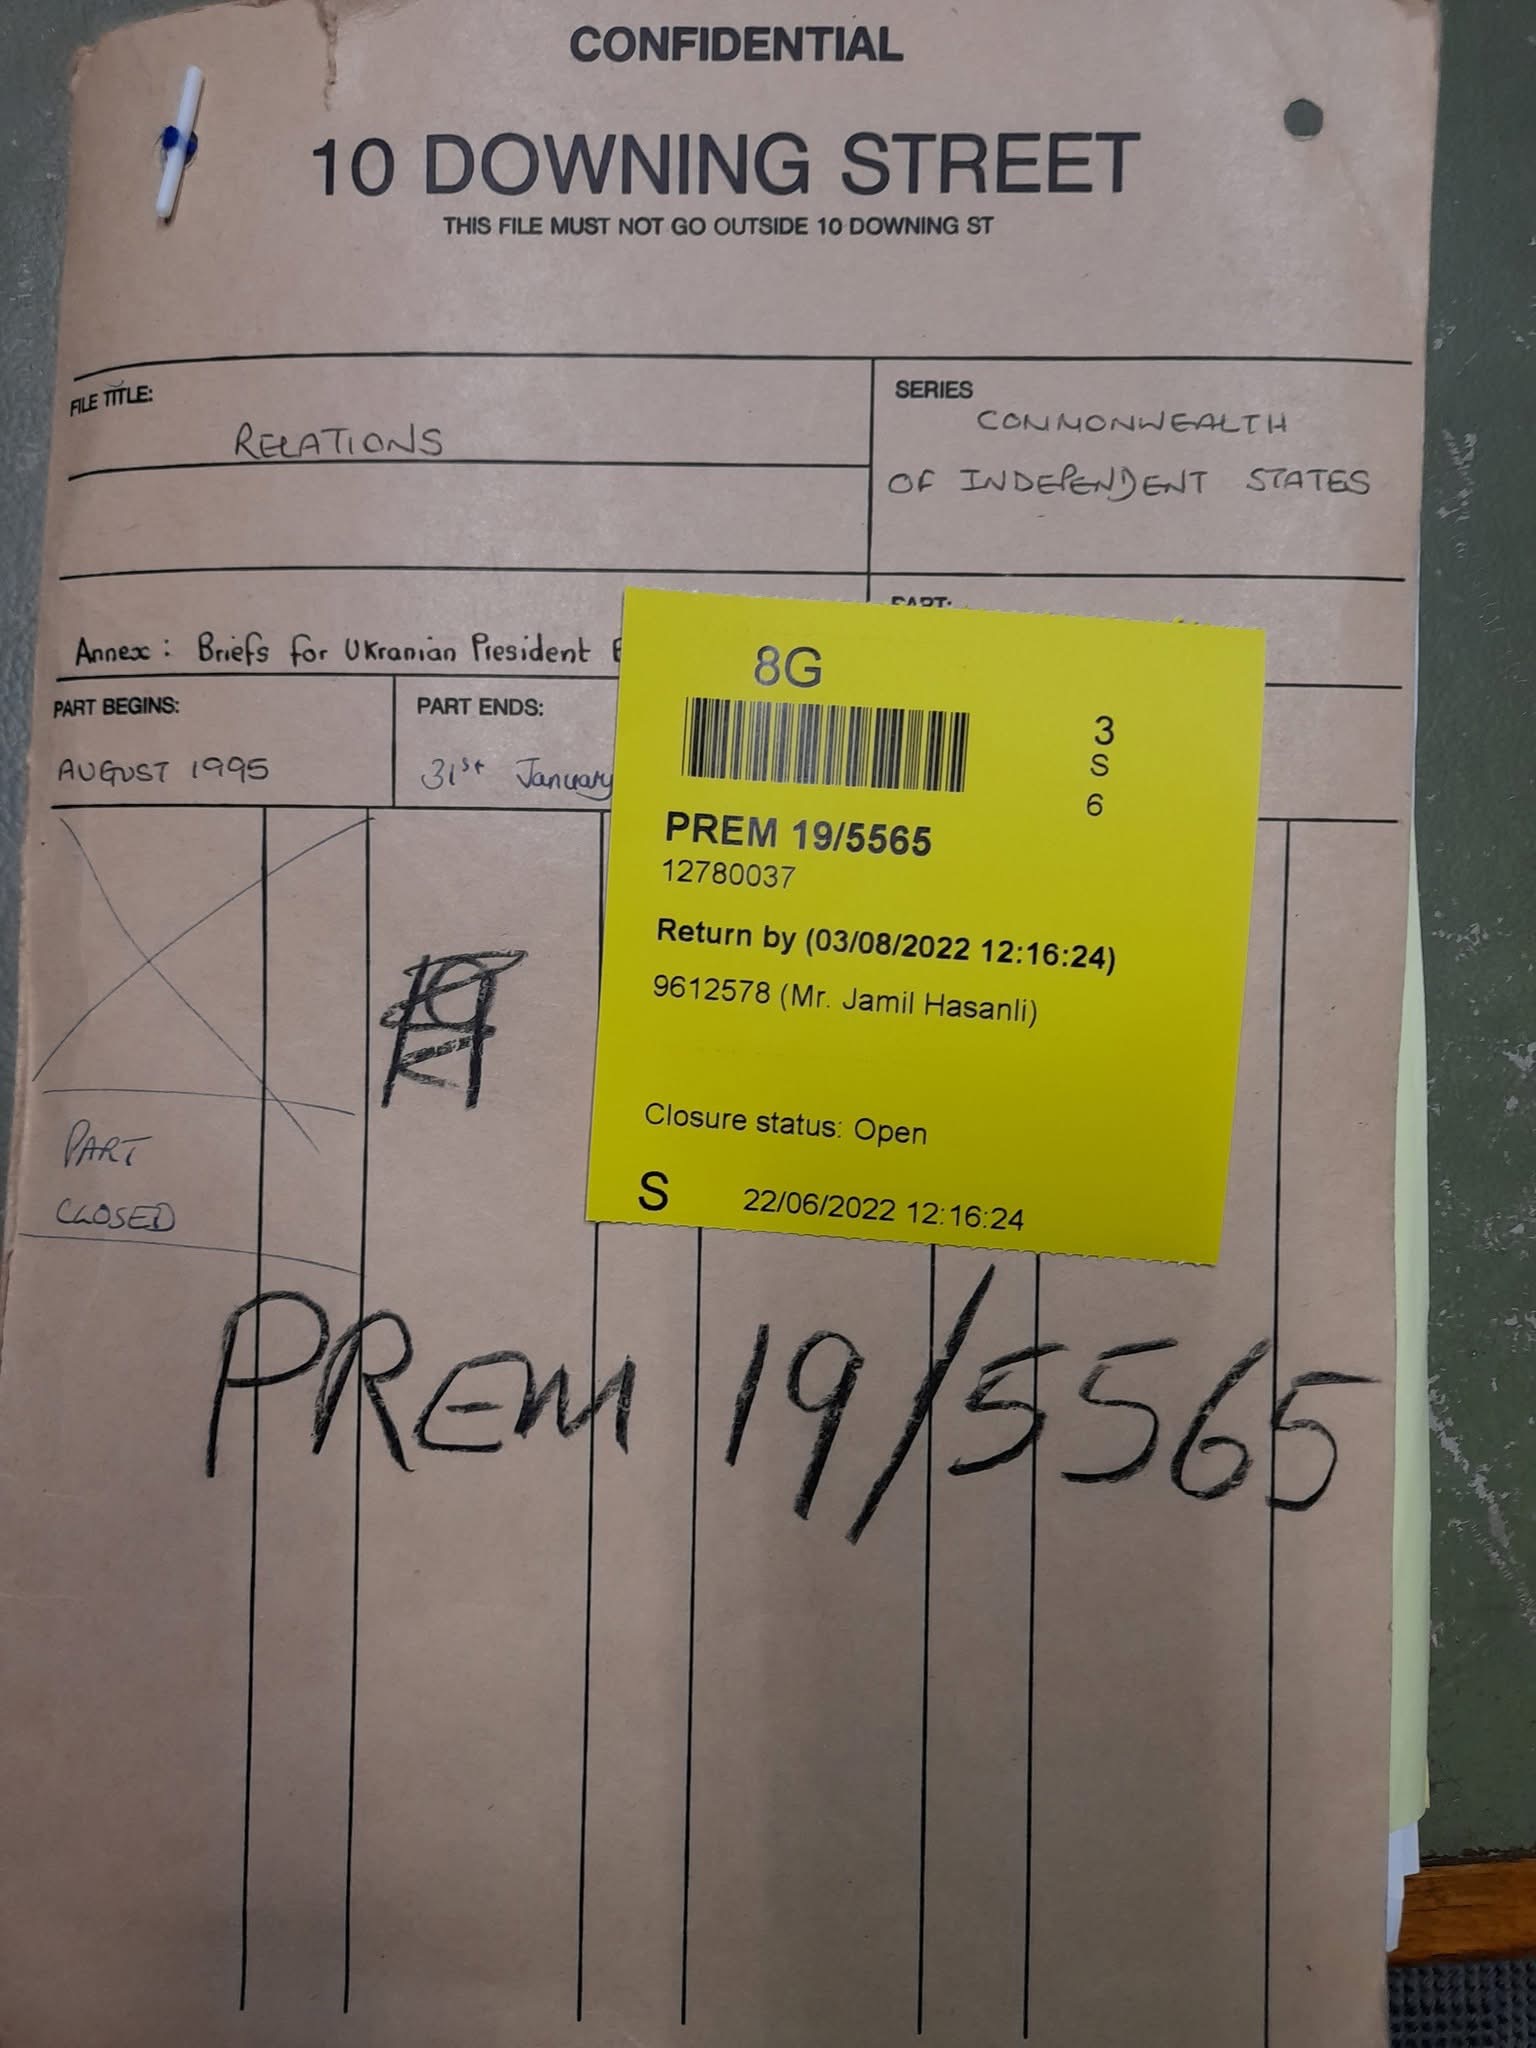 CONFIDENTIAL
10 DOWNING STREET
THIS FILE MUST NOT GO OUTSIDE 10 DOWNING ST
FILE TITLE:
RELATIONS
SERIES
COMMONWEALTH
OF INDEPENDENT STATES
PART:
Annex: Briefs for Ukranian President
PART BEGINS:
AUGUST 1995
PART ENDS:
31st January
8G
3
S
6
PREM 19/5565
12780037
Return by (03/08/2022 12:16:24)
9612578 (Mr. Jamil Hasanli)
Closure status: Open
S 22/06/2022 12:16:24
PART
CLOSED
PREM 19/5565